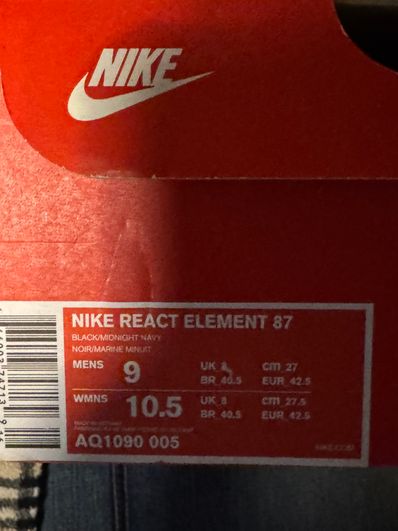 NIKE
NIKE REACT ELEMENT 87
BLACK/MIDNIGHT NAVY
NOIR/MARINE MINUIT
MENS 9 UK 8 cm 27
BR 40.5 EUR 42.5
WMNS 10.5 UK 8 cm 27.5
BR 40.5 EUR 42.5
AQ1090 005